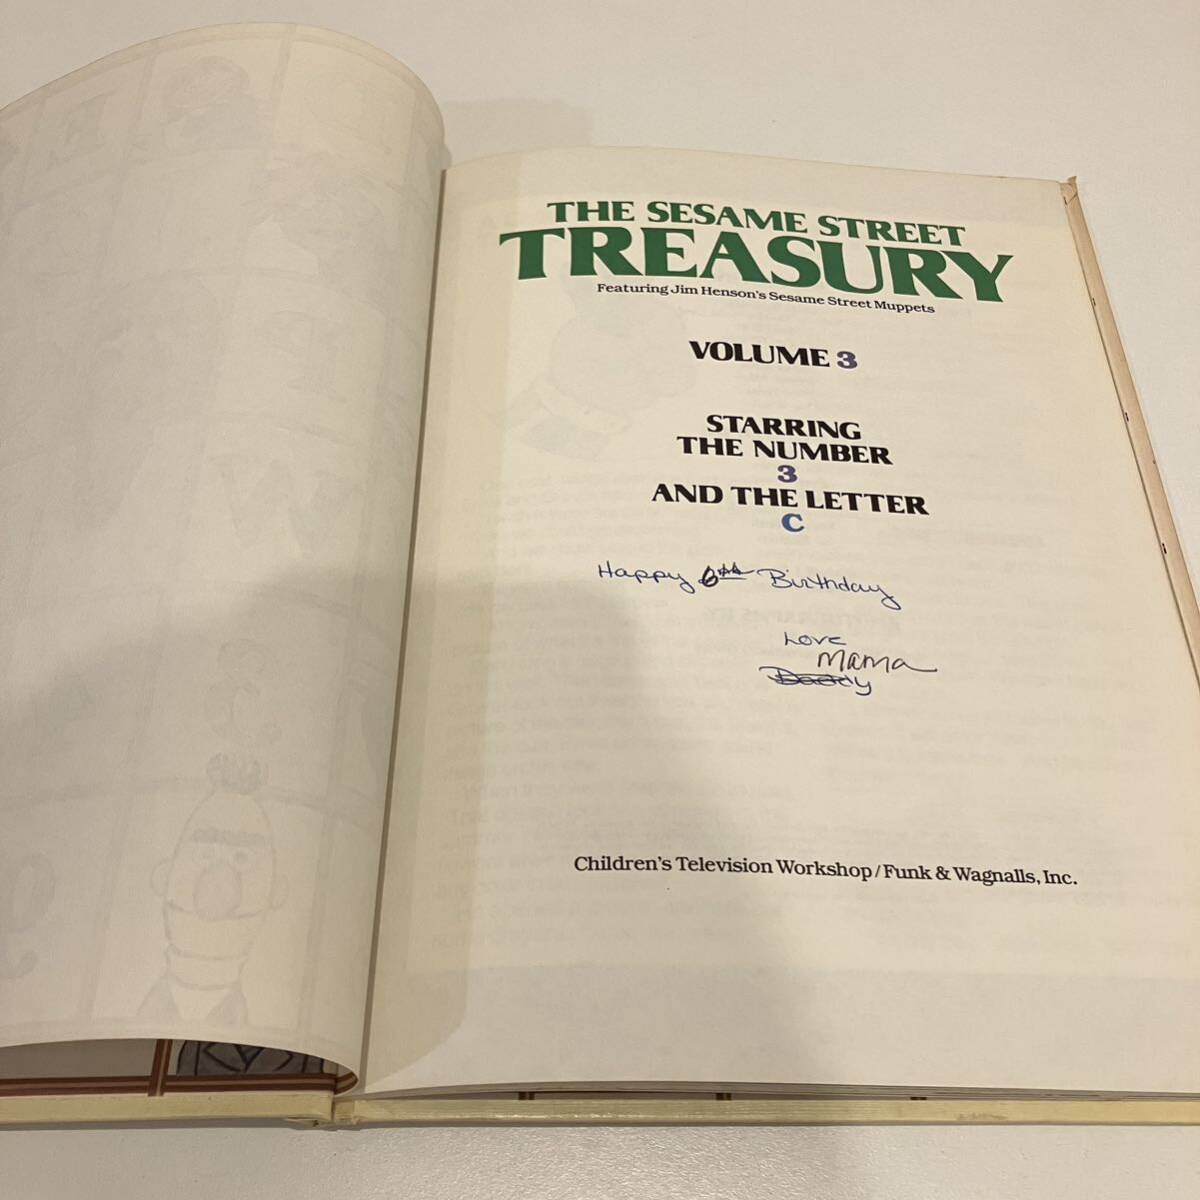 THE SESAME STREET
TREASURY
Featuring Jim Henson's Sesame Street Muppets
VOLUME 3
STARRING
THE NUMBER
3
AND THE LETTER
C
Happy 6th Birthday
Love
Mama
Daddy
Children's Television Workshop/Funk & Wagnalls, Inc.